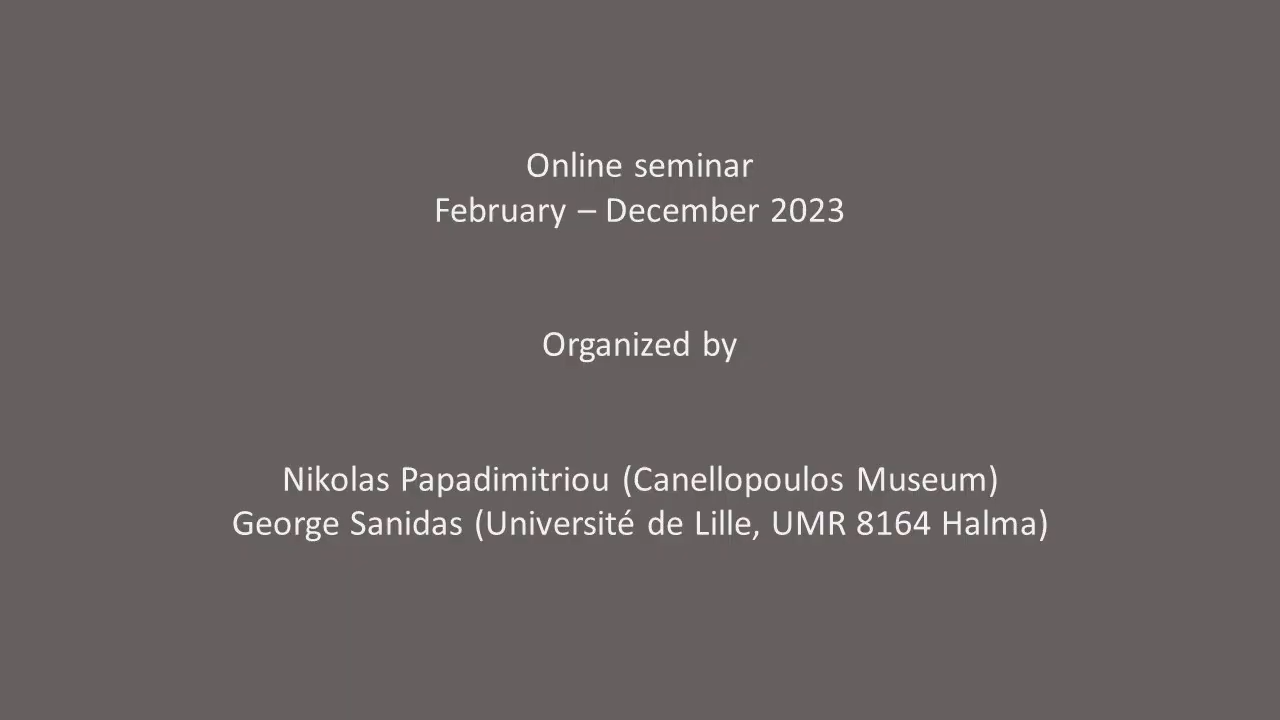 Online seminar
February – December 2023
Organized by
Nikolas Papadimitriou (Canellopoulos Museum)
George Sanidas (Université de Lille, UMR 8164 Halma)